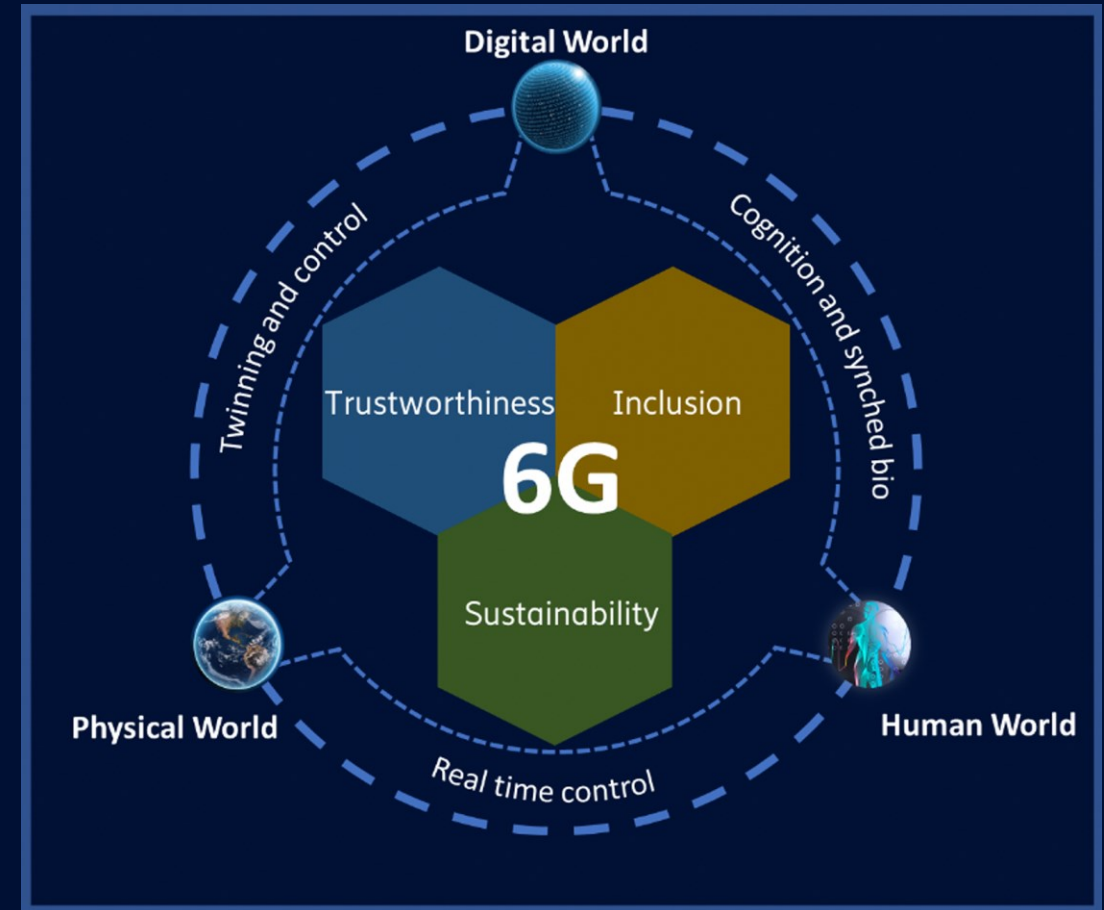 Digital World
Twinning and control
Cognition and synched bio
Trustworthiness
Inclusion
6G
Sustainability
Physical World
Human World
Real time control